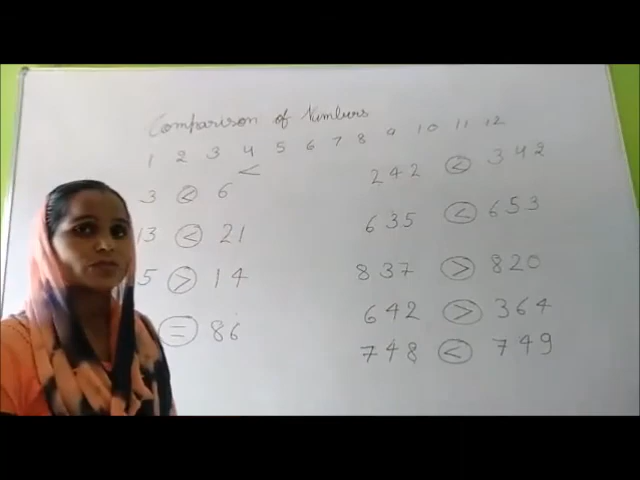 Comparison of Numbers
1 2 3 4 5 6 7 8 9 10 11 12
<
3 < 6
13 < 21
5 > 14
= 86
242 < 342
635 < 653
837 > 820
642 > 364
748 < 749